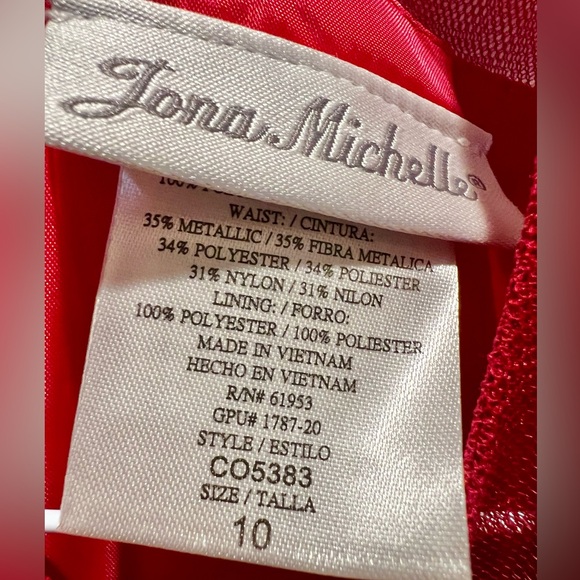 Jona Michelle®
100%
WAIST: / CINTURA:
35% METALLIC / 35% FIBRA METALICA
34% POLYESTER / 34% POLIESTER
31% NYLON / 31% NILON
LINING: / FORRO:
100% POLYESTER / 100% POLIESTER
MADE IN VIETNAM
HECHO EN VIETNAM
R/N# 61953
GPU# 1787-20
STYLE / ESTILO
CO5383
SIZE / TALLA
10